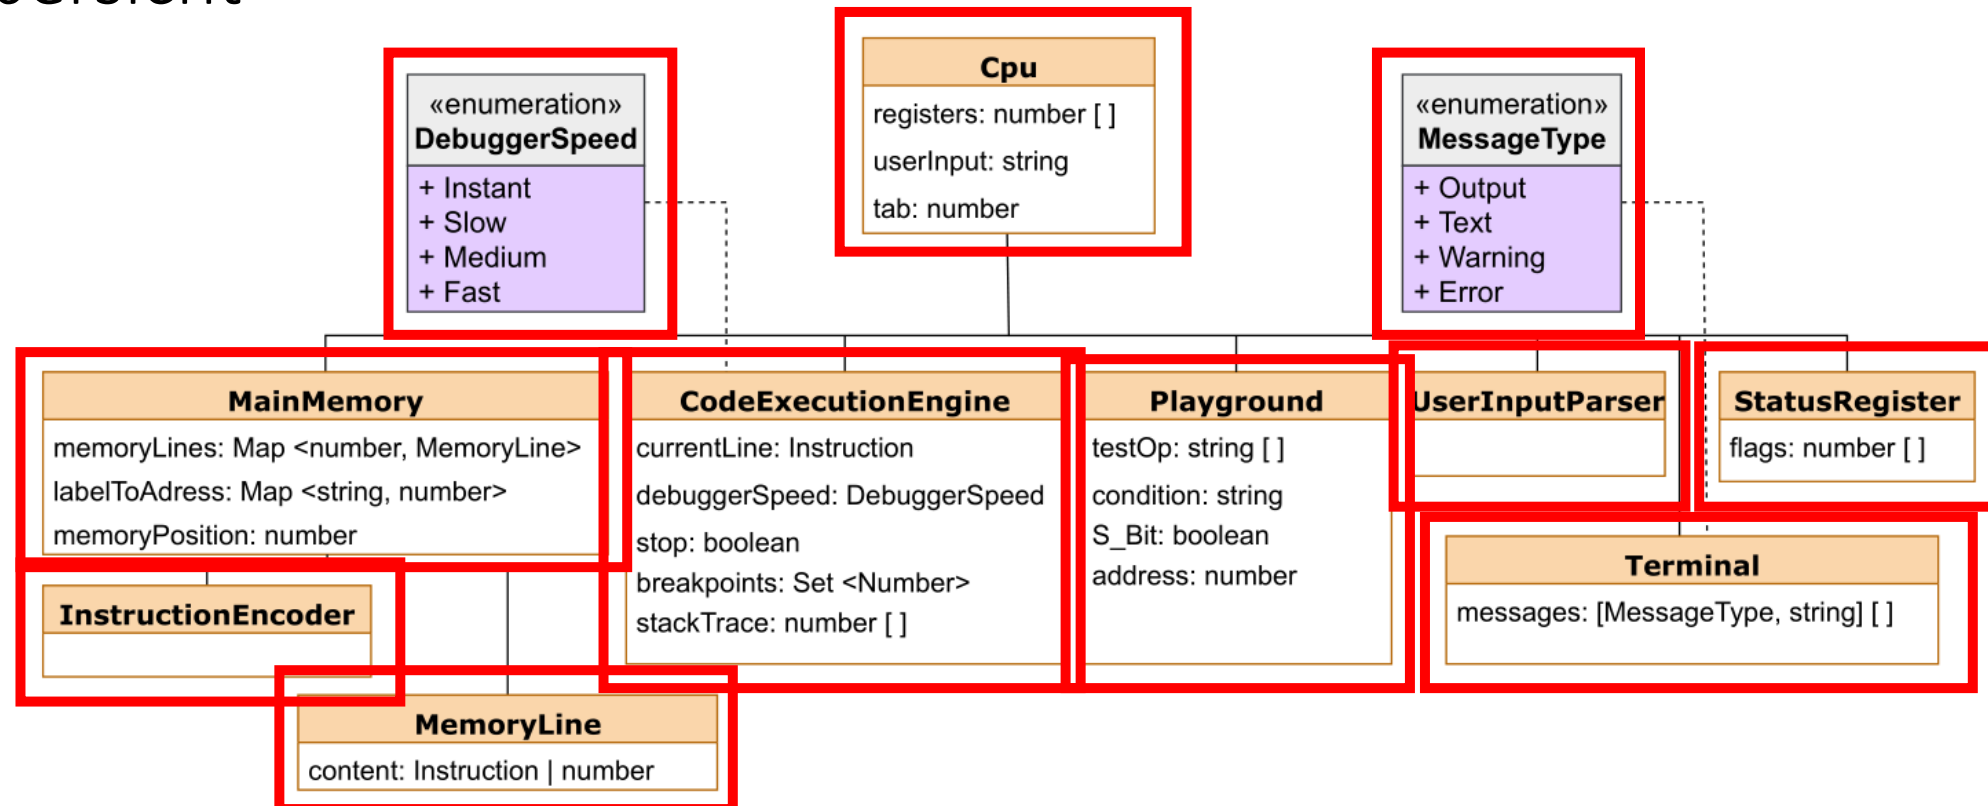 Cpu
registers: number [ ]
userInput: string
tab: number
«enumeration»
DebuggerSpeed
+ Instant
+ Slow
+ Medium
+ Fast
«enumeration»
MessageType
+ Output
+ Text
+ Warning
+ Error
MainMemory
memoryLines: Map <number, MemoryLine>
labelToAdress: Map <string, number>
memoryPosition: number
CodeExecutionEngine
currentLine: Instruction
debuggerSpeed: DebuggerSpeed
stop: boolean
breakpoints: Set <Number>
stackTrace: number [ ]
Playground
testOp: string [ ]
condition: string
S_Bit: boolean
address: number
UserInputParser
StatusRegister
flags: number [ ]
InstructionEncoder
Terminal
messages: [MessageType, string] [ ]
MemoryLine
content: Instruction | number